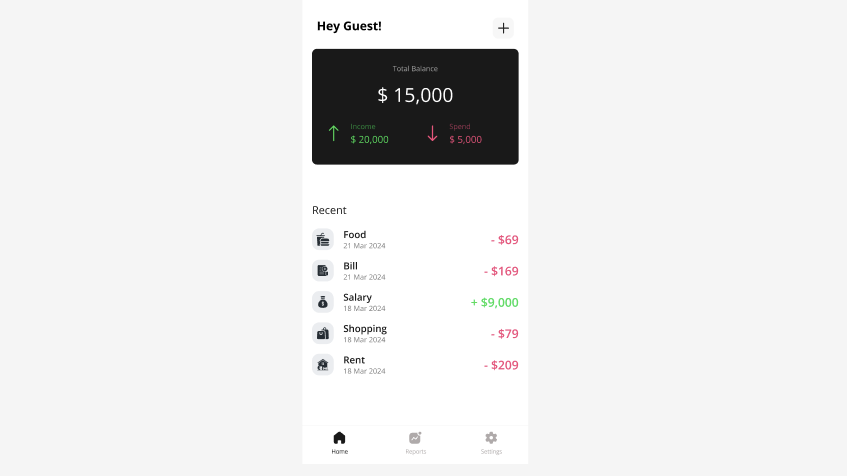 Hey Guest!
Total Balance
$ 15,000
Income
$ 20,000
Spend
$ 5,000
Recent
Food
21 Mar 2024
- $69
Bill
21 Mar 2024
- $169
Salary
18 Mar 2024
+ $9,000
Shopping
18 Mar 2024
- $79
Rent
18 Mar 2024
- $209
Home
Reports
Settings